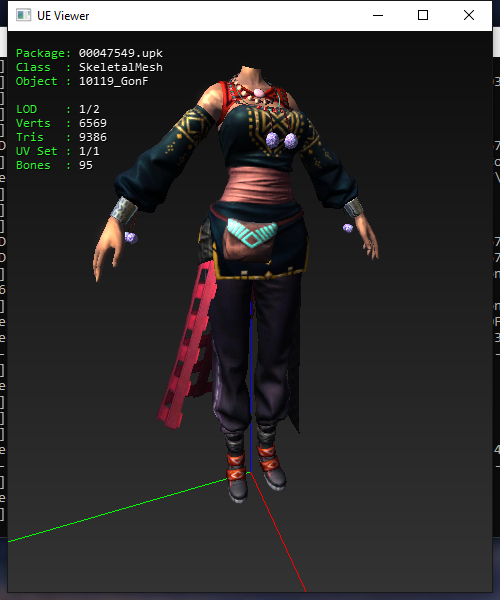 UE Viewer
Package: 00047549.upk
Class : SkeletalMesh
Object : 10119_GonF
LOD : 1/2
Verts : 6569
Tris : 9386
UV Set : 1/1
Bones : 95